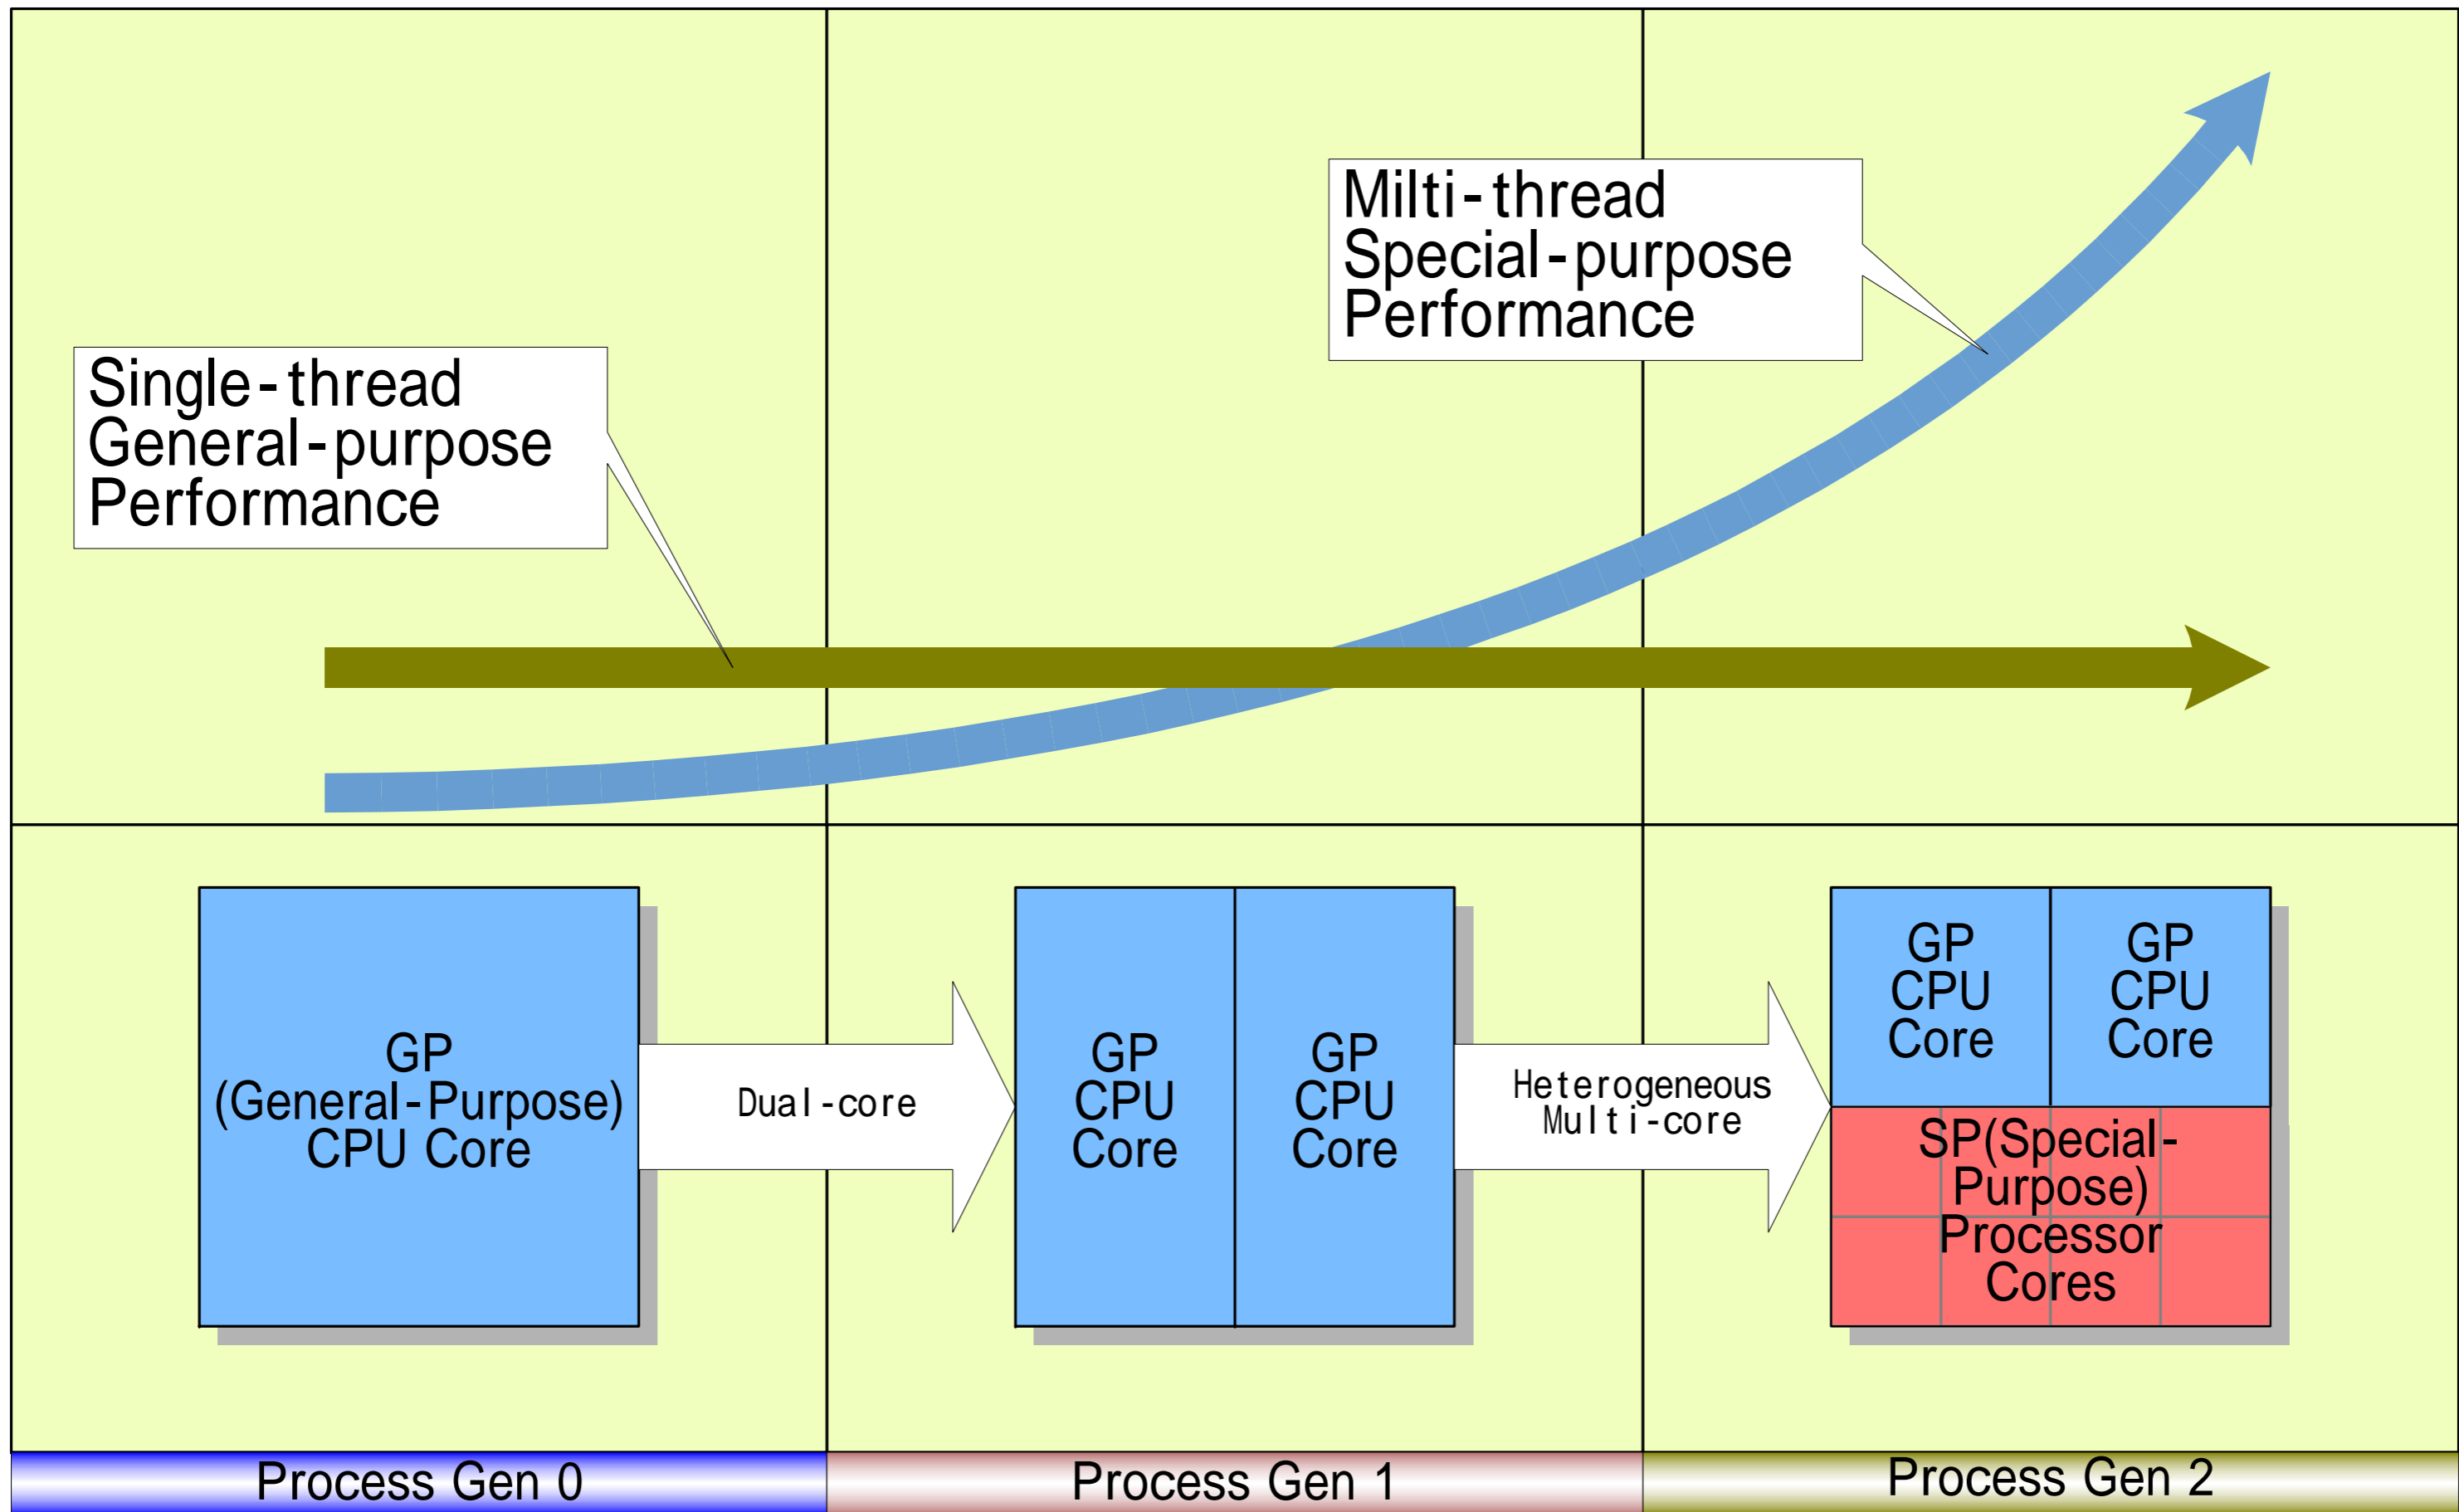 Milti-thread
Special-purpose
Performance
Single-thread
General-purpose
Performance
GP
(General-Purpose)
CPU Core
Dual-core
GP
CPU
Core
GP
CPU
Core
Heterogeneous
Multi-core
GP
CPU
Core
GP
CPU
Core
SP(Special-
Purpose)
Processor
Cores
Process Gen 0
Process Gen 1
Process Gen 2